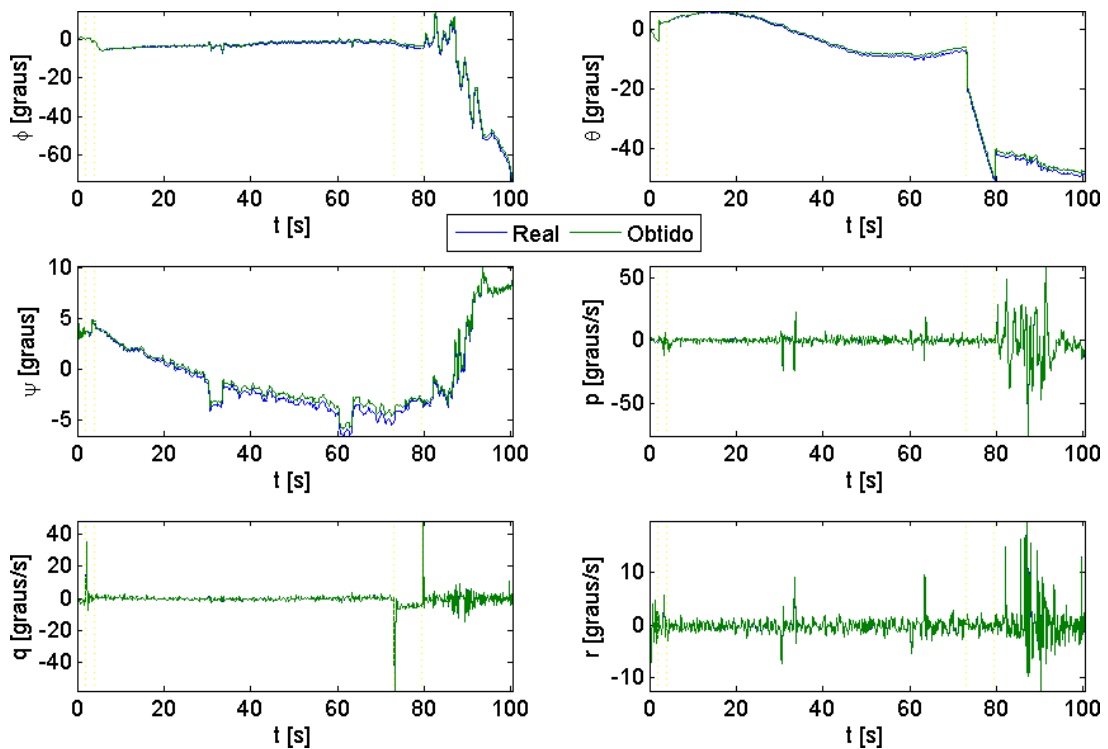 0
-20
-40
-60
ϕ [graus]
0 20 40 60 80 100
t [s]
0
-20
-40
θ [graus]
0 20 40 60 80 100
t [s]
Real Obtido
10
5
0
-5
ψ [graus]
0 20 40 60 80 100
t [s]
50
0
-50
p [graus/s]
0 20 40 60 80 100
t [s]
40
20
0
-20
-40
q [graus/s]
0 20 40 60 80 100
t [s]
10
0
-10
r [graus/s]
0 20 40 60 80 100
t [s]